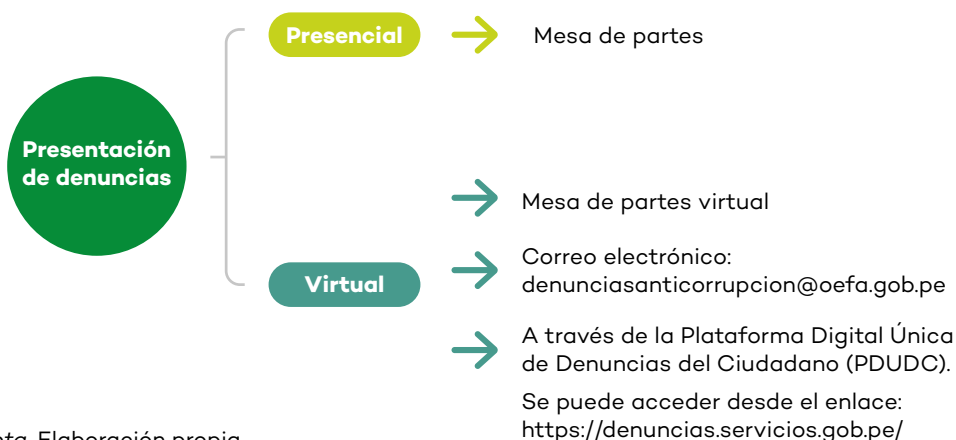 Presentación
de denuncias
Presencial
Mesa de partes
Virtual
Mesa de partes virtual
Correo electrónico:
denunciasanticorrupcion@oefa.gob.pe
A través de la Plataforma Digital Única
de Denuncias del Ciudadano (PDUDC).
Se puede acceder desde el enlace:
https://denuncias.servicios.gob.pe/
Elaboración propia